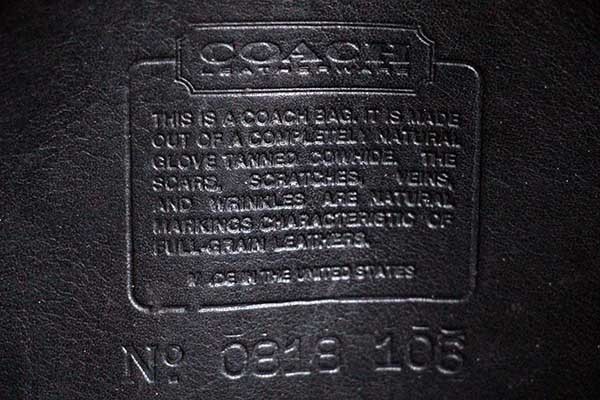 COACH
LEATHERWARE
THIS IS A COACH BAG. IT IS MADE
OUT OF A COMPLETELY NATURAL
GLOVE TANNED COWHIDE. THE
SCARS, SCRATCHES, VEINS,
AND WRINKLES ARE NATURAL
MARKINGS CHARACTERISTIC OF
FULL-GRAIN LEATHERS.
MADE IN THE UNITED STATES
No 0818 105